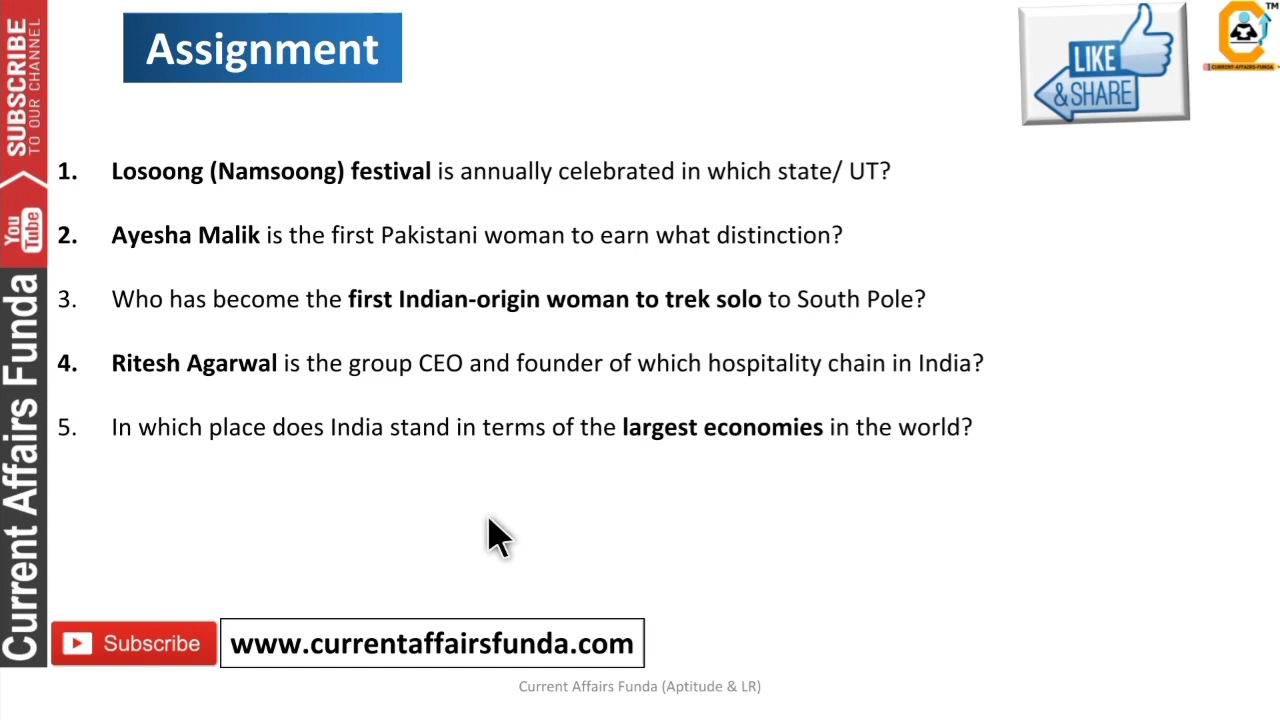 Assignment
LIKE
& SHARE
TM
CURRENT-AFFAIRS-FUNDA
SUBSCRIBE
TO OUR CHANNEL
You
Tube
Current Affairs Funda
1. Losoong (Namsoong) festival is annually celebrated in which state/ UT?
2. Ayesha Malik is the first Pakistani woman to earn what distinction?
3. Who has become the first Indian-origin woman to trek solo to South Pole?
4. Ritesh Agarwal is the group CEO and founder of which hospitality chain in India?
5. In which place does India stand in terms of the largest economies in the world?
Subscribe
www.currentaffairsfunda.com
Current Affairs Funda (Aptitude & LR)